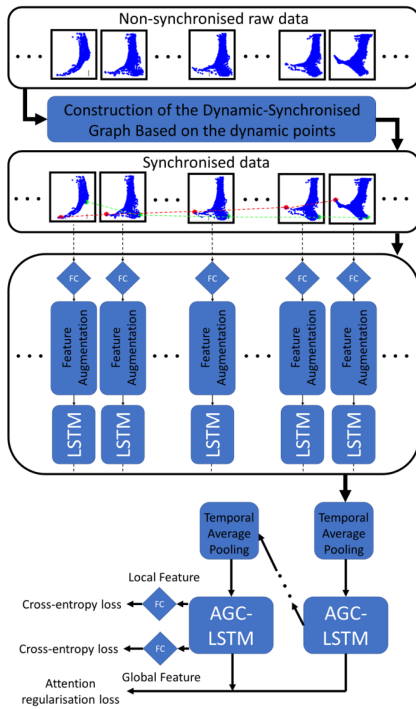 Non-synchronised raw data
Construction of the Dynamic-Synchronised
Graph Based on the dynamic points
Synchronised data
FC FC FC FC FC
Feature Augmentation Feature Augmentation Feature Augmentation Feature Augmentation Feature Augmentation
LSTM LSTM LSTM LSTM LSTM
Temporal
Average
Pooling
Temporal
Average
Pooling
Local Feature
Cross-entropy loss
FC
AGC-
LSTM
AGC-
LSTM
Cross-entropy loss
FC
Global Feature
Attention
regularisation loss